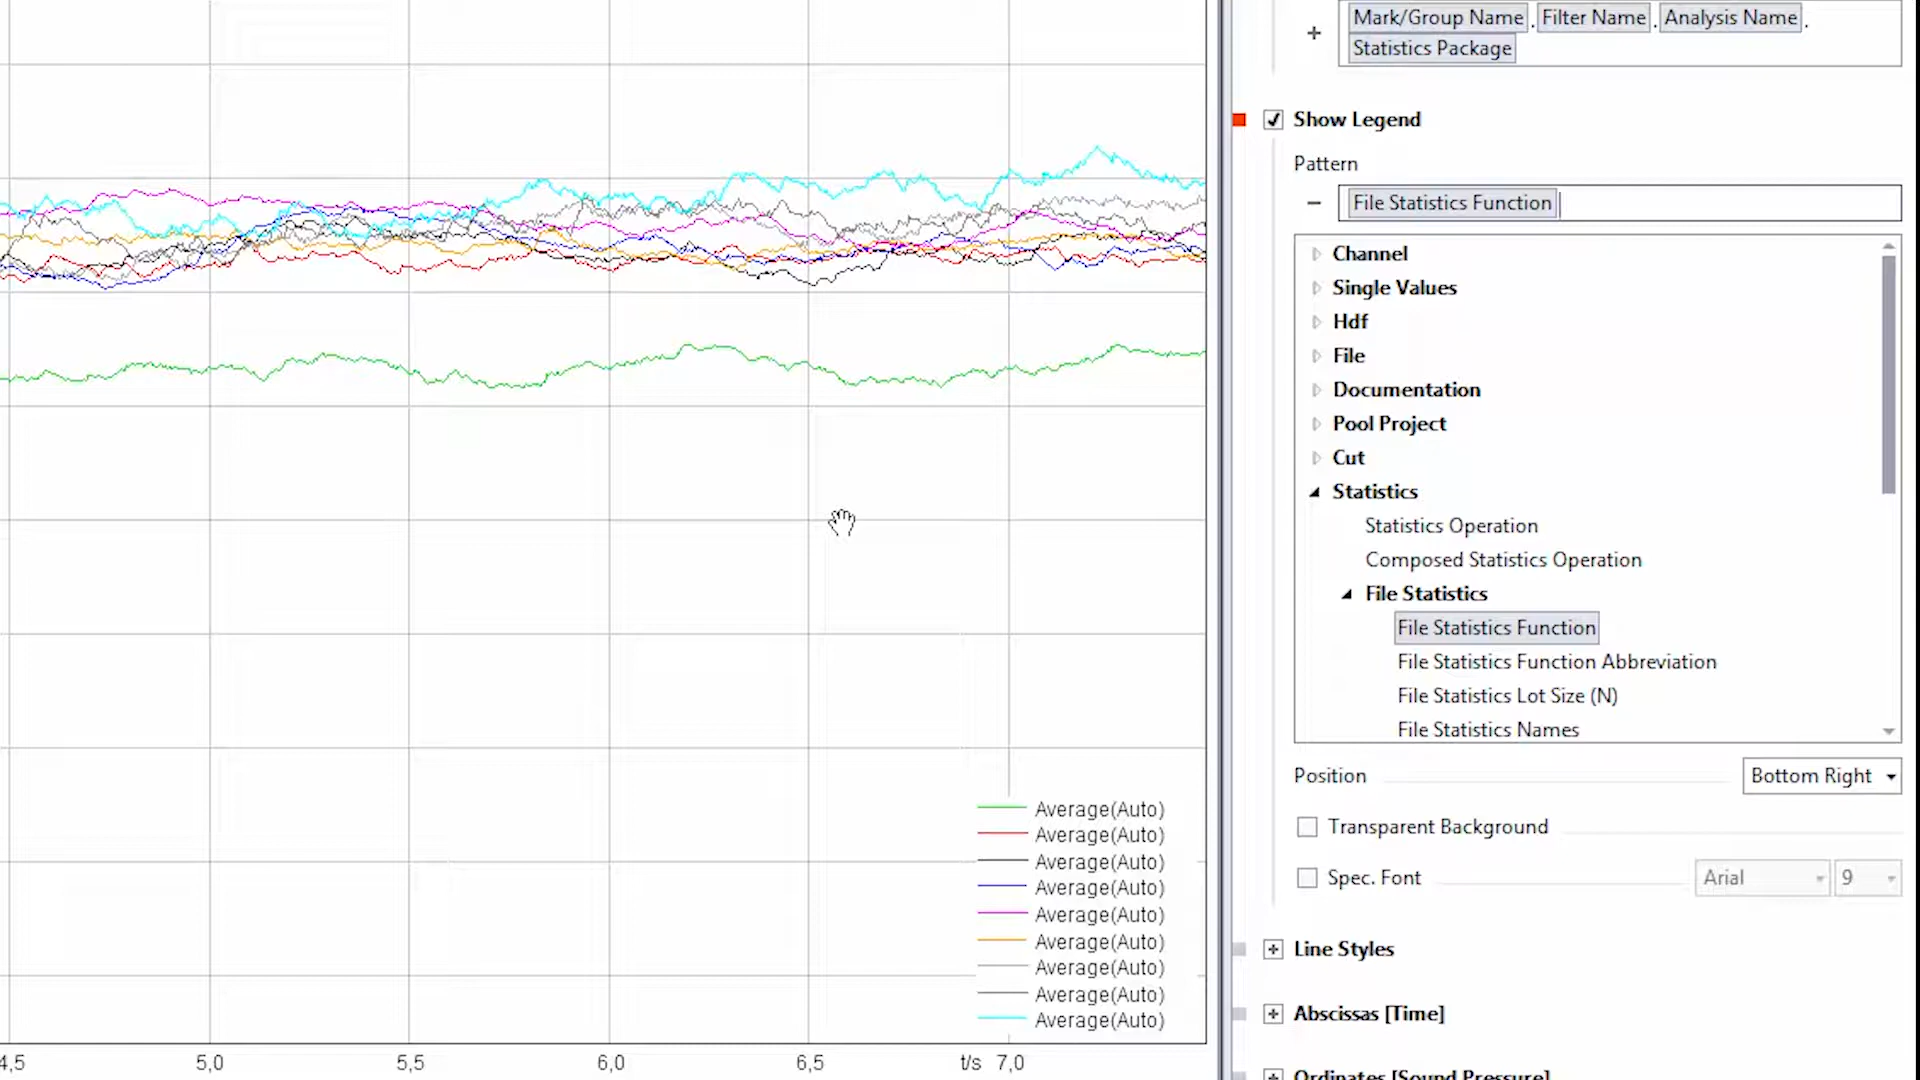 Mark/Group Name . Filter Name . Analysis Name .
Statistics Package
Show Legend
Pattern
File Statistics Function
Channel
Single Values
Hdf
File
Documentation
Pool Project
Cut
Statistics
Statistics Operation
Composed Statistics Operation
File Statistics
File Statistics Function
File Statistics Function Abbreviation
File Statistics Lot Size (N)
File Statistics Names
Position Bottom Right
Transparent Background
Spec. Font Arial 9
Line Styles
Abscissas [Time]
Ordinates [Sound Pressure]
Average(Auto)
Average(Auto)
Average(Auto)
Average(Auto)
Average(Auto)
Average(Auto)
Average(Auto)
Average(Auto)
Average(Auto)
4,5 5,0 5,5 6,0 6,5 t/s 7,0